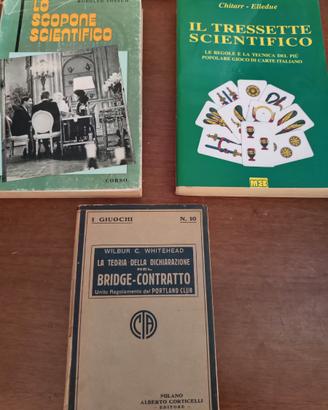 LO
SCOPONE
SCIENTIFICO
CORSO
Chitarr - Elledue
IL TRESSETTE
SCIENTIFICO
LE REGOLE E LA TECNICA DEL PIÙ
POPOLARE GIOCO DI CARTE ITALIANO
MEB
I GIUOCHI N. 10
WILBUR C. WHITEHEAD
LA TEORIA DELLA DICHIARAZIONE
NEL
BRIDGE-CONTRATTO
Unito Regolamento del PORTLAND CLUB
MILANO
ALBERTO CORTICELLI
EDITORE